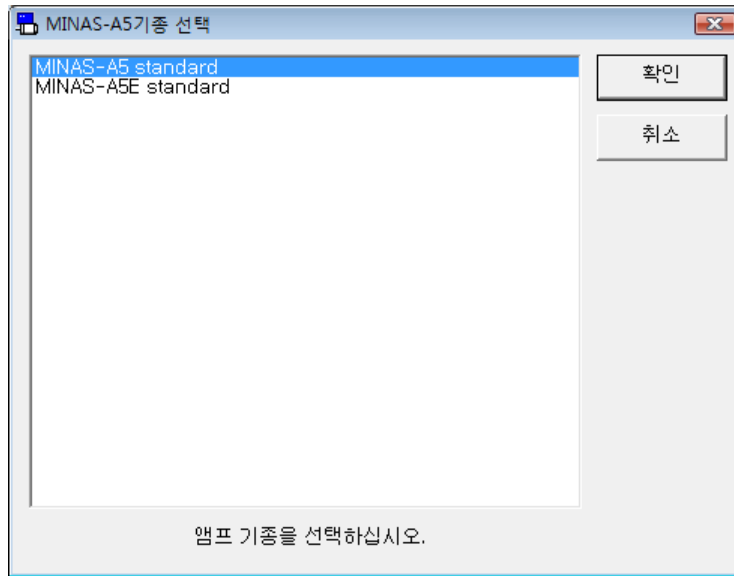 MINAS-A5기종 선택
MINAS-A5 standard
MINAS-A5E standard
확인
취소
앰프 기종을 선택하십시오.